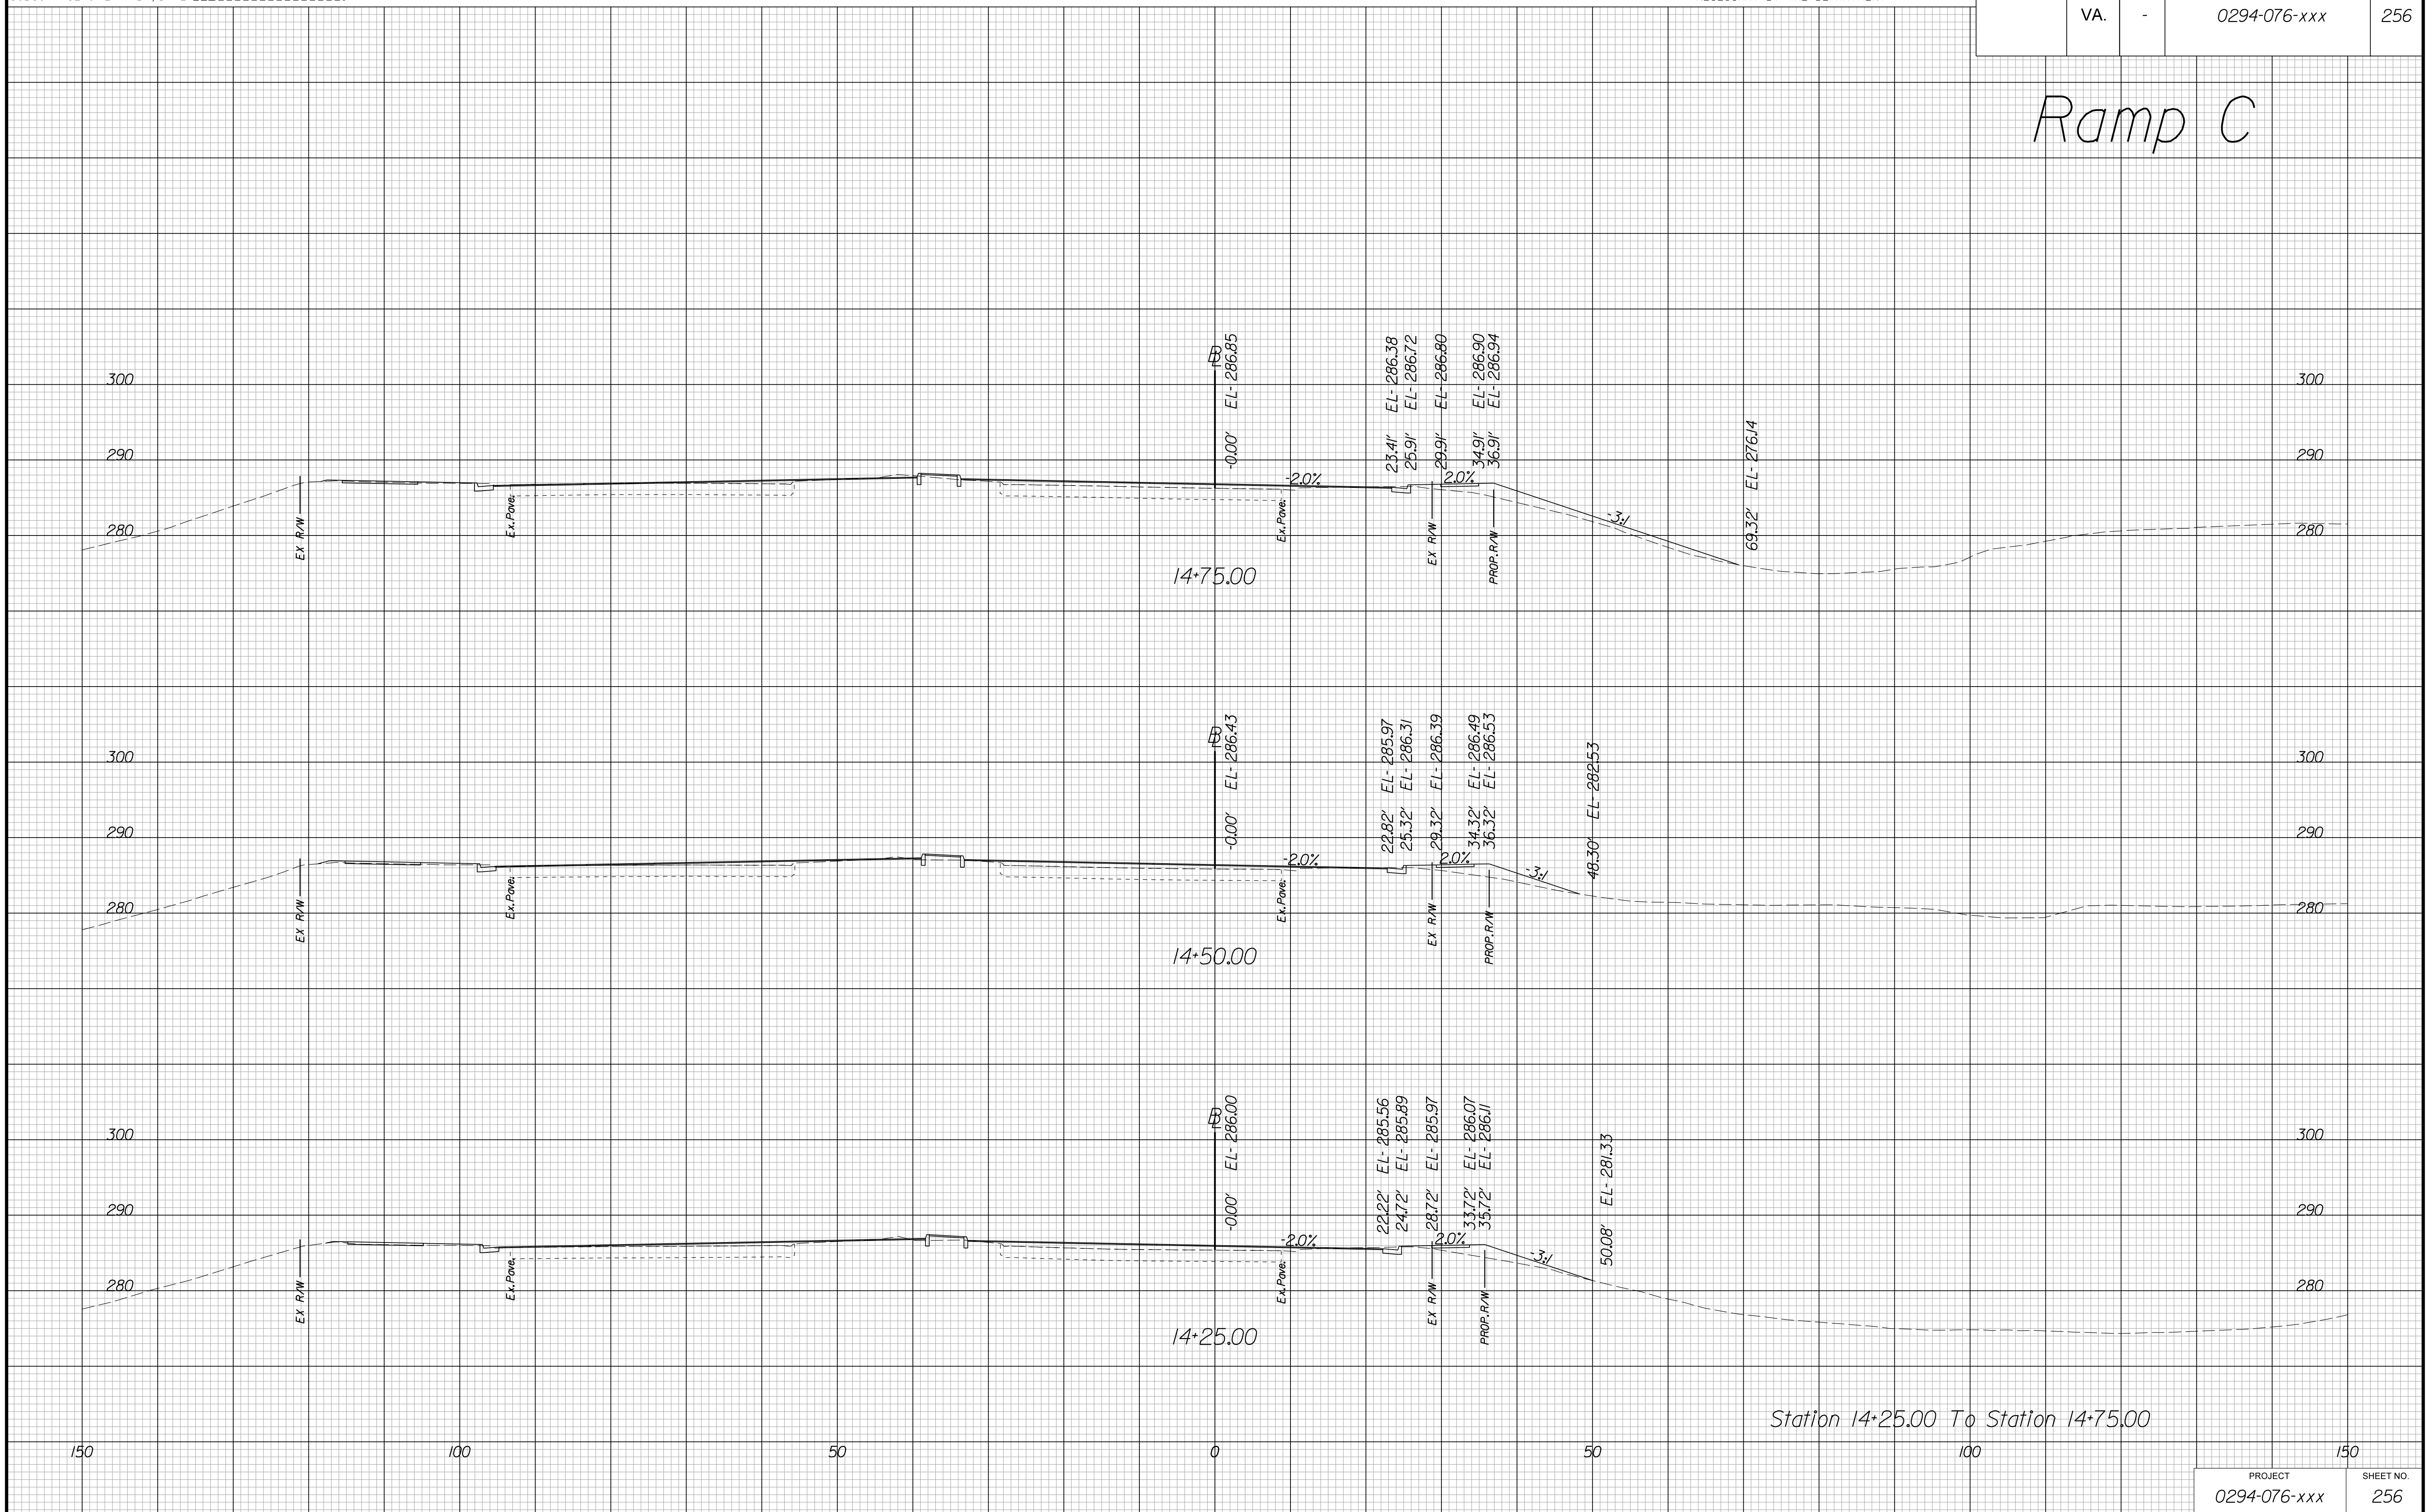 VA. - 0294-076-xxx 256
Ramp C
-0.00' EL- 286.85
23.41' EL- 286.38
25.91' EL- 286.72
29.91' EL- 286.80
34.91' EL- 286.90
36.91' EL- 286.94
69.32' EL- 276.14
300 300
290 290
280 280
-2.0% 2.0% -3:1
EX R/W
Ex.Pave.
Ex.Pave.
EX R/W
PROP.R/W
14+75.00
-0.00' EL- 286.43
22.82' EL- 285.97
25.32' EL- 286.31
29.32' EL- 286.39
34.32' EL- 286.49
36.32' EL- 286.53
48.30' EL- 282.53
300 300
290 290
280 280
-2.0% 2.0% -3:1
EX R/W
Ex.Pave.
Ex.Pave.
EX R/W
PROP.R/W
14+50.00
-0.00' EL- 286.00
22.22' EL- 285.56
24.72' EL- 285.89
28.72' EL- 285.97
33.72' EL- 286.07
35.72' EL- 286.11
50.08' EL- 281.33
300 300
290 290
280 280
-2.0% 2.0% -3:1
EX R/W
Ex.Pave.
Ex.Pave.
EX R/W
PROP.R/W
14+25.00
Station 14+25.00 To Station 14+75.00
150 100 50 0 50 100 150
PROJECT SHEET NO.
0294-076-xxx 256